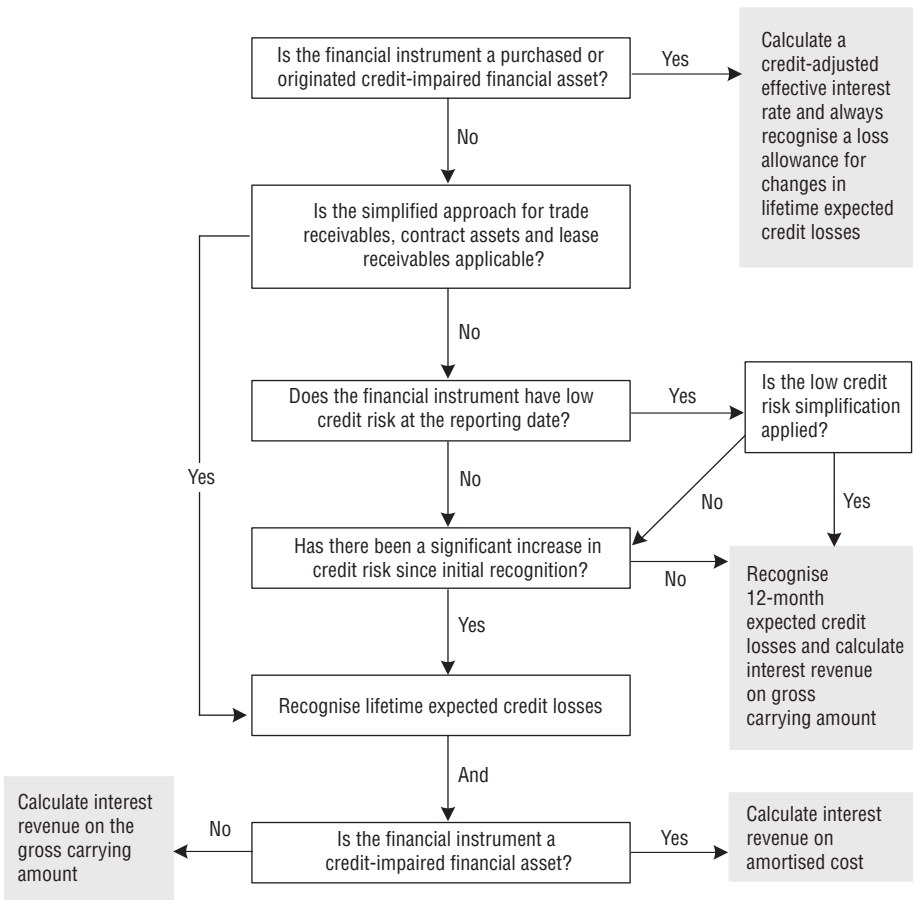 Is the financial instrument a purchased or
originated credit-impaired financial asset?
Yes
Calculate a
credit-adjusted
effective interest
rate and always
recognise a loss
allowance for
changes in
lifetime expected
credit losses
No
Is the simplified approach for trade
receivables, contract assets and lease
receivables applicable?
No
Does the financial instrument have low
credit risk at the reporting date?
Yes
Is the low credit
risk simplification
applied?
Yes
No
No
Yes
Has there been a significant increase in
credit risk since initial recognition?
No
Recognise
12-month
expected credit
losses and calculate
interest revenue
on gross
carrying amount
Yes
Recognise lifetime expected credit losses
And
Calculate interest
revenue on the
gross carrying
amount
No
Is the financial instrument a
credit-impaired financial asset?
Yes
Calculate interest
revenue on
amortised cost